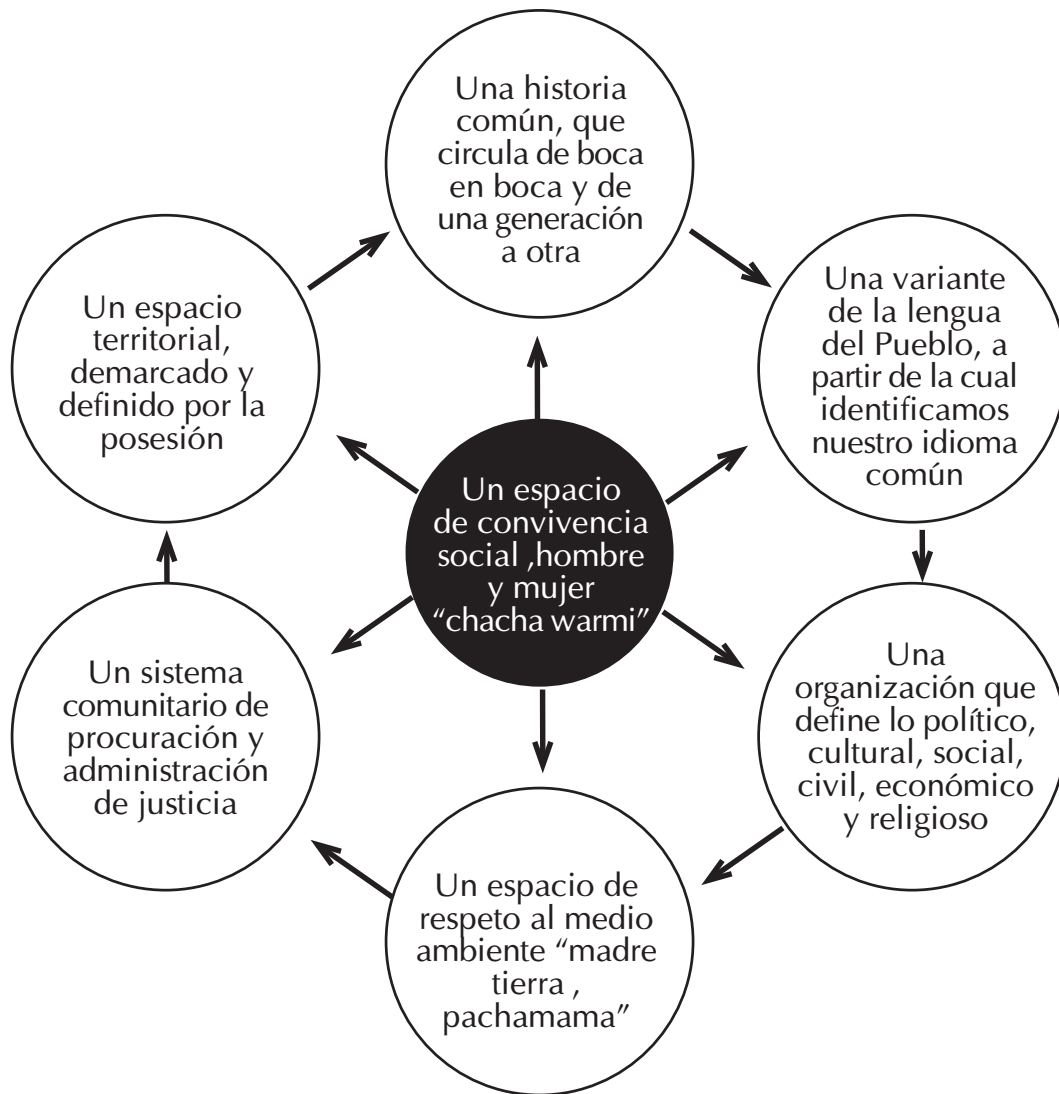 Una historia
común, que
circula de boca
en boca y de
una generación
a otra
Un espacio
territorial,
demarcado y
definido por la
posesión
Una variante
de la lengua
del Pueblo, a
partir de la cual
identificamos
nuestro idioma
común
Un espacio
de convivencia
social ,hombre
y mujer
“chacha warmi”
Un sistema
comunitario de
procuración y
administración
de justicia
Una
organización que
define lo político,
cultural, social,
civil, económico
y religioso
Un espacio de
respeto al medio
ambiente “madre
tierra ,
pachamama”